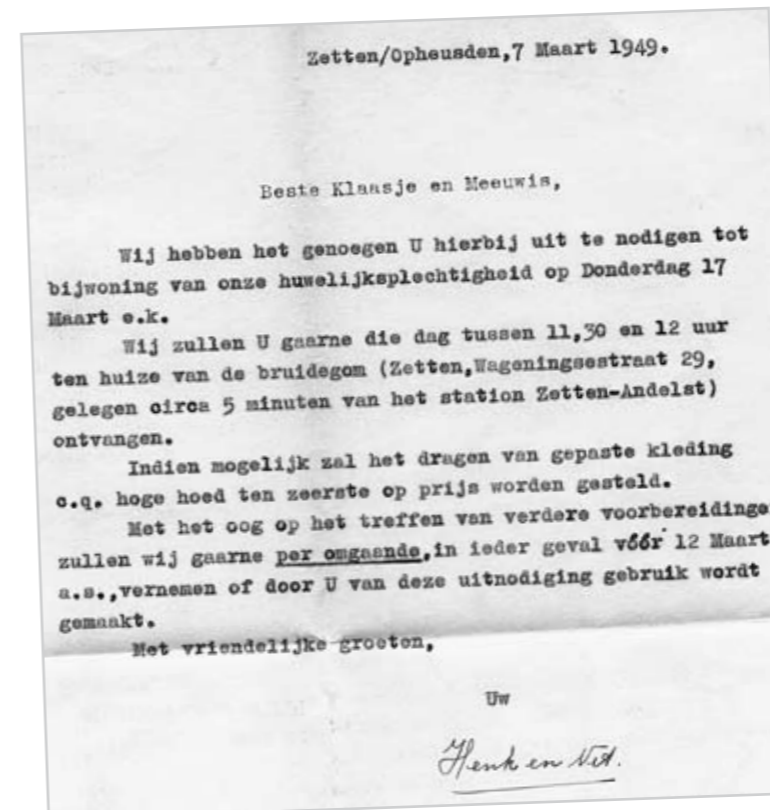 Zetten/Opheusden,7 Maart 1949.
Beste Klaasje en Meeuwis,
Wij hebben het genoegen U hierbij uit te nodigen tot
bijwoning van onze huwelijksplechtigheid op Donderdag 17
Maart e.k.
Wij zullen U gaarne die dag tussen 11,30 en 12 uur
ten huize van de bruidegom (Zetten,Wageningsestraat 29,
gelegen circa 5 minuten van het station Zetten-Andelst)
ontvangen.
Indien mogelijk zal het dragen van gepaste kleding
c.q. hoge hoed ten zeerste op prijs worden gesteld.
Met het oog op het treffen van verdere voorbereidinge
zullen wij gaarne per omgaande,in ieder geval vóór 12 Maart
a.s.,vernemen of door U van deze uitnodiging gebruik wordt
gemaakt.
Met vriendelijke groeten,
Uw
Henk en